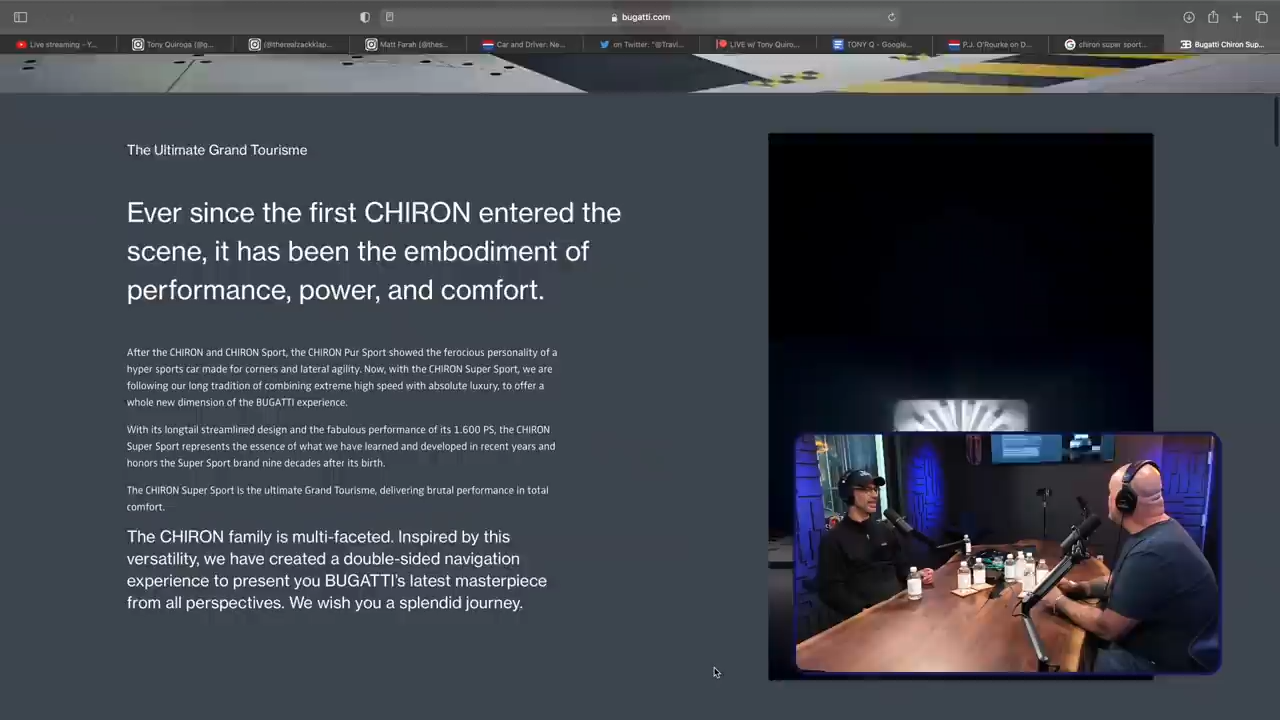 bugatti.com
Live streaming - Y...
Tony Quiroga (@q...
(@therealzackklap...
Matt Farah (@thes...
Car and Driver: Ne...
on Twitter: "@Travi...
LIVE w/ Tony Quiro...
TONY Q - Google...
P.J. O'Rourke on D...
chiron super sport...
Bugatti Chiron Sup...
The Ultimate Grand Tourisme
Ever since the first CHIRON entered the
scene, it has been the embodiment of
performance, power, and comfort.
After the CHIRON and CHIRON Sport, the CHIRON Pur Sport showed the ferocious personality of a
hyper sports car made for corners and lateral agility. Now, with the CHIRON Super Sport, we are
following our long tradition of combining extreme high speed with absolute luxury, to offer a
whole new dimension of the BUGATTI experience.
With its longtail streamlined design and the fabulous performance of its 1.600 PS, the CHIRON
Super Sport represents the essence of what we have learned and developed in recent years and
honors the Super Sport brand nine decades after its birth.
The CHIRON Super Sport is the ultimate Grand Tourisme, delivering brutal performance in total
comfort.
The CHIRON family is multi-faceted. Inspired by this
versatility, we have created a double-sided navigation
experience to present you BUGATTI's latest masterpiece
from all perspectives. We wish you a splendid journey.